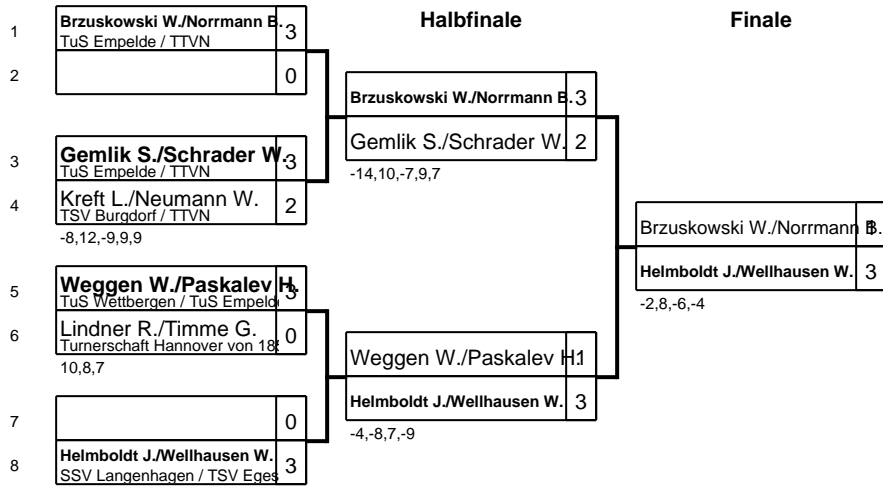 Halbfinale
Finale
1
Brzuskowski W./Norrmann B. 3
TuS Empelde / TTVN
2
0
3
Gemlik S./Schrader W. 3
TuS Empelde / TTVN
4
Kreft L./Neumann W. 2
TSV Burgdorf / TTVN
-8,12,-9,9,9
5
Weggen W./Paskalev H. 3
TuS Wettbergen / TuS Empelde
6
Lindner R./Timme G. 0
Turnerschaft Hannover von 18
10,8,7
7
0
8
Helmboldt J./Wellhausen W. 3
SSV Langenhagen / TSV Eges
Brzuskowski W./Norrmann B. 3
Gemlik S./Schrader W. 2
-14,10,-7,9,7
Weggen W./Paskalev H. 1
Helmboldt J./Wellhausen W. 3
-4,-8,7,-9
Brzuskowski W./Norrmann B. 1
Helmboldt J./Wellhausen W. 3
-2,8,-6,-4